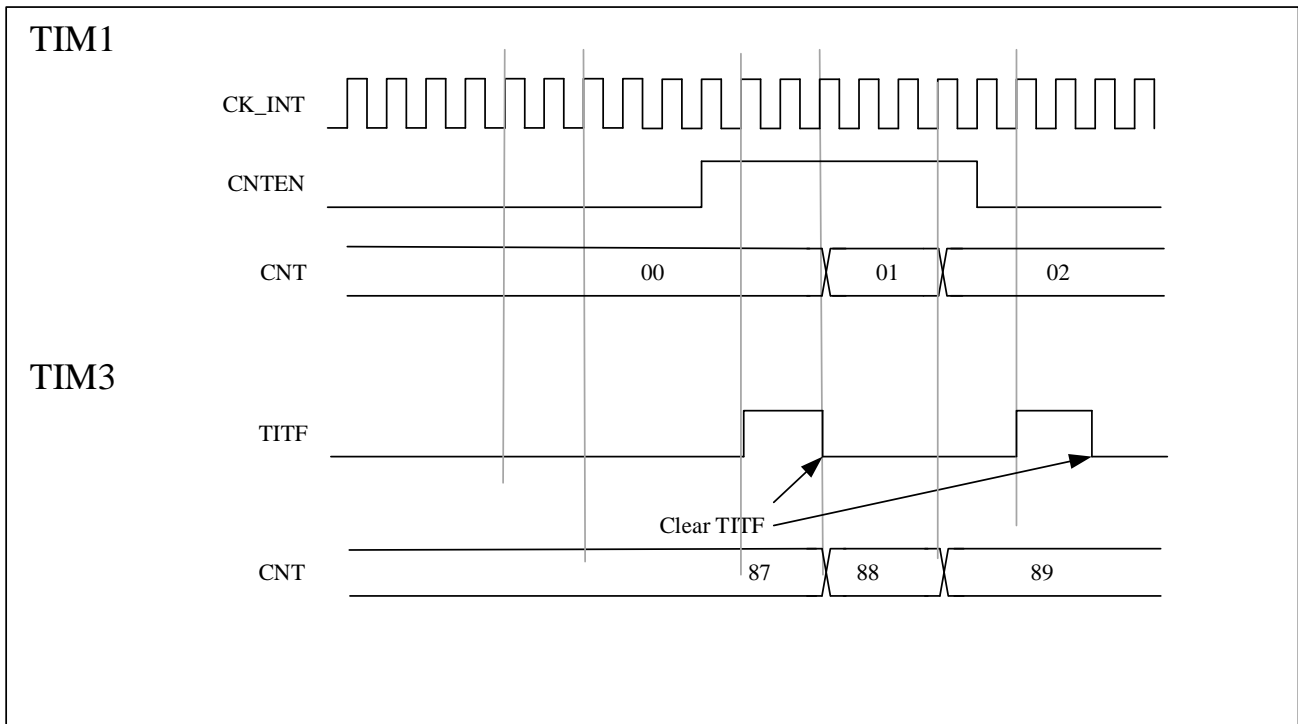 TIM1
CK_INT
CNTEN
CNT 00 01 02
TIM3
TITF
Clear TITF
CNT 87 88 89